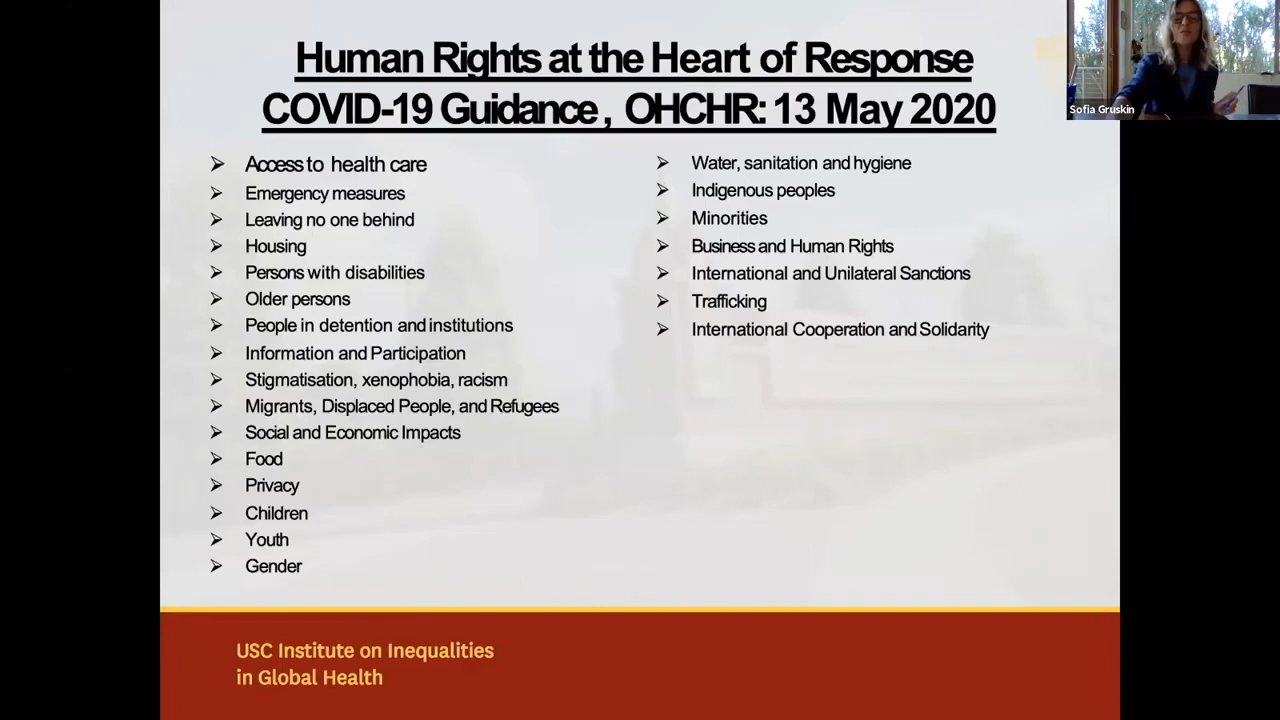 Human Rights at the Heart of Response
COVID-19 Guidance, OHCHR: 13 May 2020
Sofia Gruskin
Access to health care
Emergency measures
Leaving no one behind
Housing
Persons with disabilities
Older persons
People in detention and institutions
Information and Participation
Stigmatisation, xenophobia, racism
Migrants, Displaced People, and Refugees
Social and Economic Impacts
Food
Privacy
Children
Youth
Gender
Water, sanitation and hygiene
Indigenous peoples
Minorities
Business and Human Rights
International and Unilateral Sanctions
Trafficking
International Cooperation and Solidarity
USC Institute on Inequalities
in Global Health